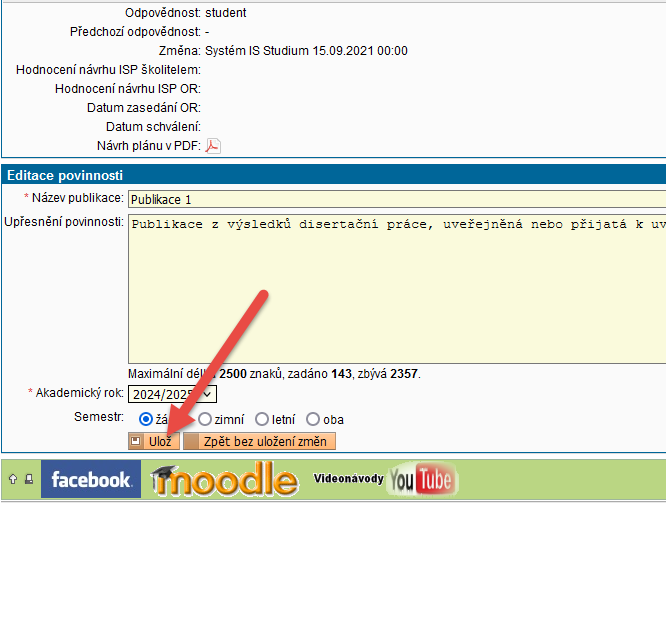 Odpovědnost: student
Předchozí odpovědnost: -
Změna: Systém IS Studium 15.09.2021 00:00
Hodnocení návrhu ISP školitelem:
Hodnocení návrhu ISP OR:
Datum zasedání OR:
Datum schválení:
Návrh plánu v PDF:
Editace povinnosti
* Název publikace: Publikace 1
Upřesnění povinnosti: Publikace z výsledků disertační práce, uveřejněná nebo přijatá k uv
Maximální 2500 znaků, zadáno 143, zbývá 2357.
* Akademický rok: 2024/2025
Semestr: zimní letní oba
Ulož Zpět bez uložení změn
facebook. moodle Videonávody YouTube